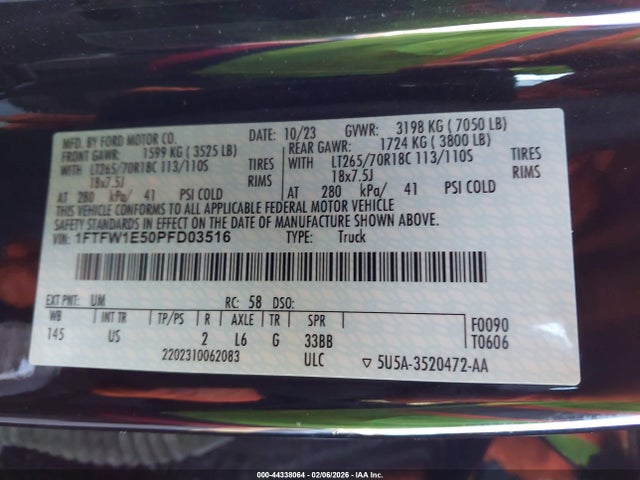 MFD. BY FORD MOTOR CO.
DATE: 10/23 GVWR: 3198 KG ( 7050 LB)
FRONT GAWR: 1599 KG ( 3525 LB) REAR GAWR: 1724 KG ( 3800 LB)
WITH LT265/70R18C 113/110S TIRES WITH LT265/70R18C 113/110S TIRES
18x7.5J RIMS 18x7.5J RIMS
AT 280 kPa/ 41 PSI COLD AT 280 kPa/ 41 PSI COLD
THIS VEHICLE CONFORMS TO ALL APPLICABLE FEDERAL MOTOR VEHICLE
SAFETY STANDARDS IN EFFECT ON THE DATE OF MANUFACTURE SHOWN ABOVE.
VIN: 1FTFW1E50PFD03516 TYPE: Truck
EXT PNT: UM RC: 58 DSO:
WB INT TR TP/PS R AXLE TR SPR F0090
145 US 2 L6 G 33BB T0606
2202310062083 ULC ▽ 5U5A-3520472-AA
000-44338064 - 02/06/2026 - IAA Inc.